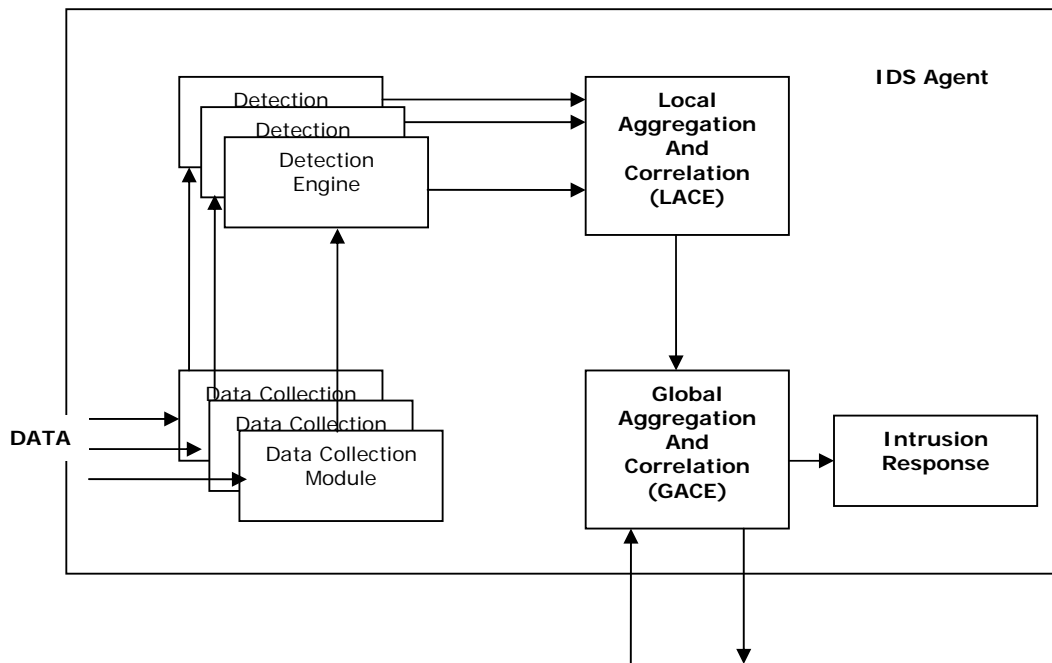 IDS Agent
Detection
Detection
Detection
Engine
Local
Aggregation
And
Correlation
(LACE)
DATA
Data Collection
Data Collection
Data Collection
Module
Global
Aggregation
And
Correlation
(GACE)
Intrusion
Response